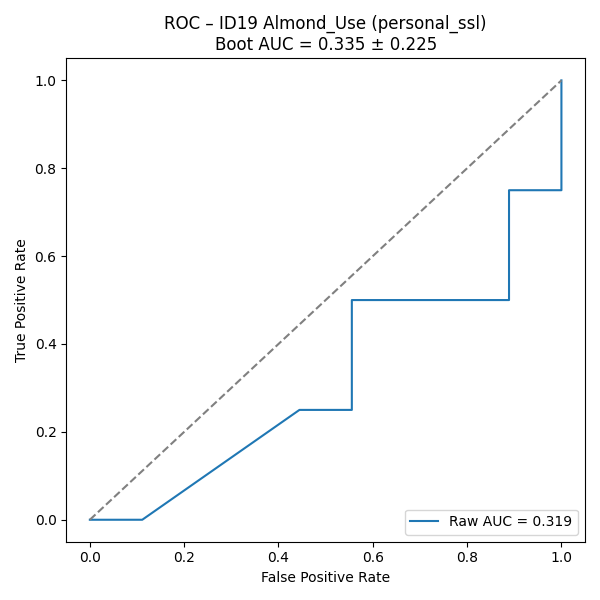 ROC – ID19 Almond_Use (personal_ssl)
Boot AUC = 0.335 ± 0.225
True Positive Rate
1.0
0.8
0.6
0.4
0.2
0.0
0.0 0.2 0.4 0.6 0.8 1.0
False Positive Rate
Raw AUC = 0.319